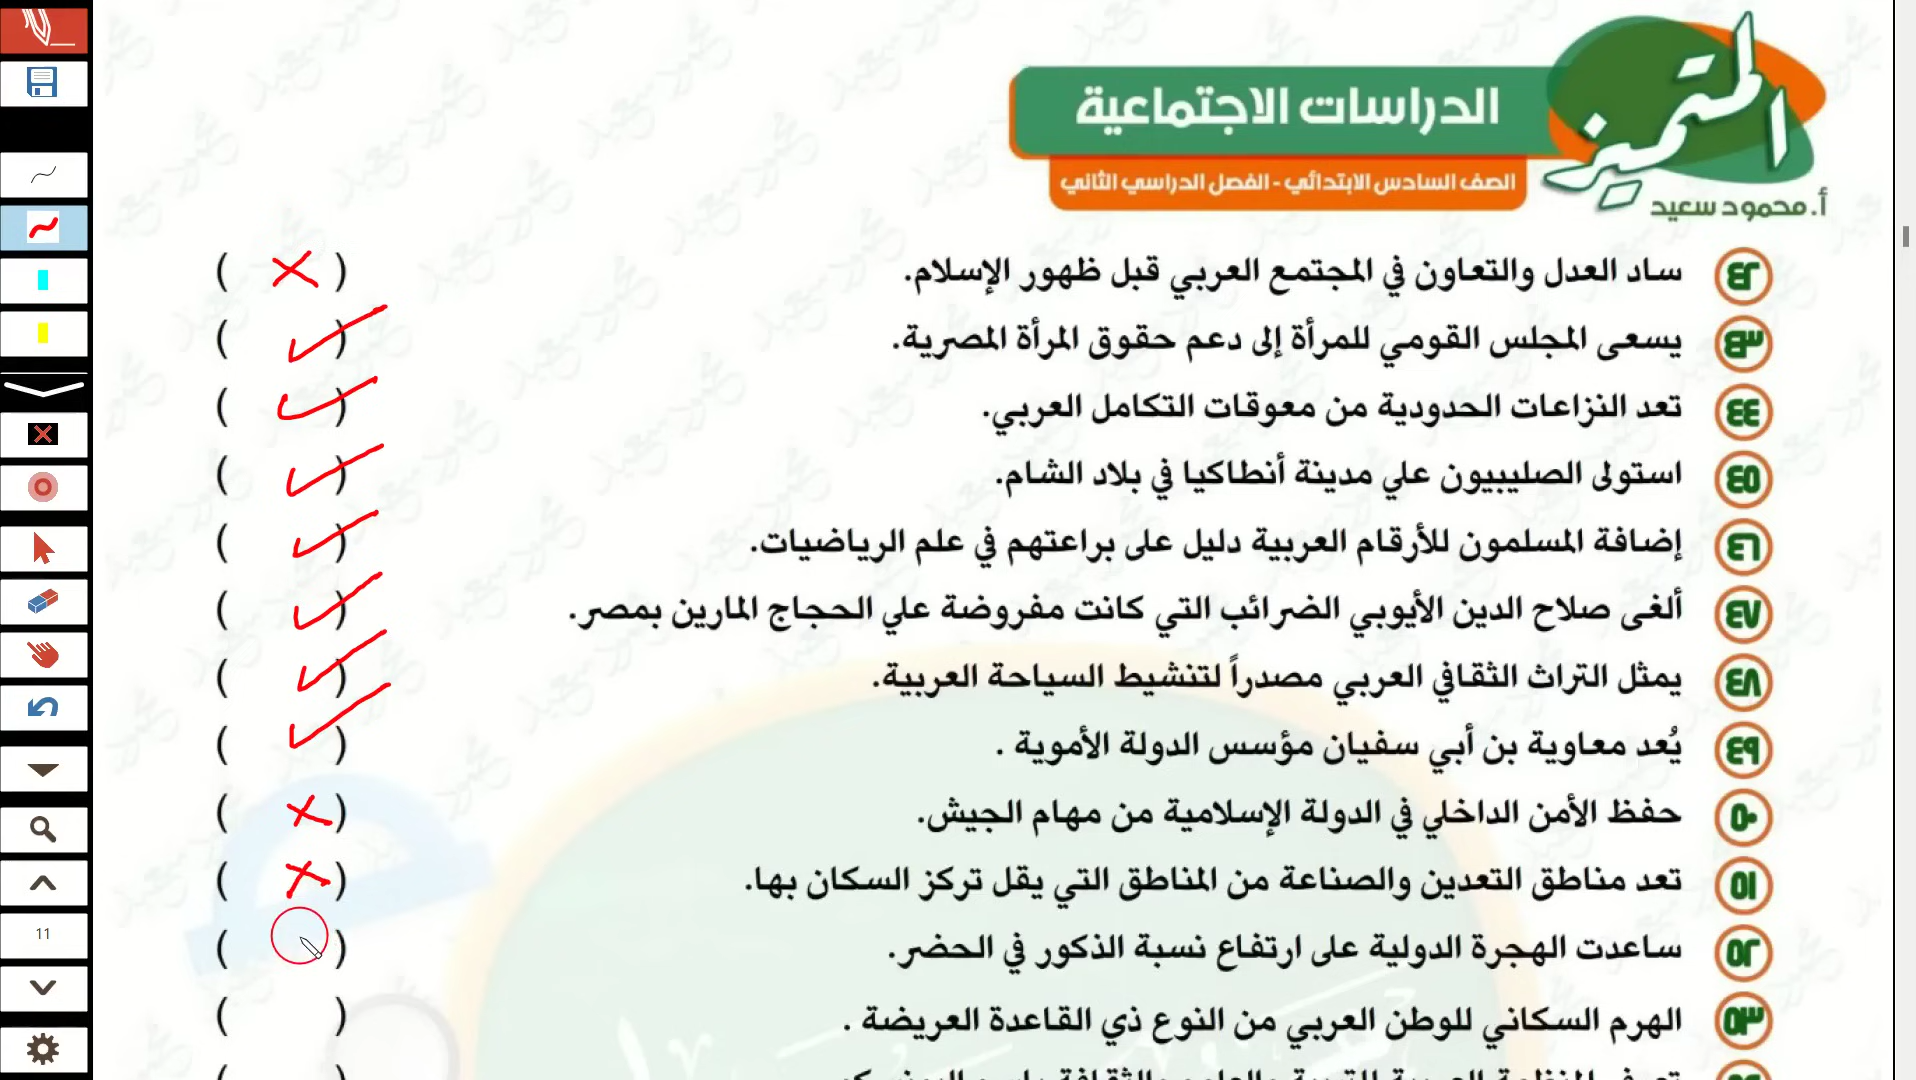 المتميز
الدراسات الاجتماعية
الصف السادس الابتدائي - الفصل الدراسي الثاني
أ. محمود سعيد
٤٢ ساد العدل والتعاون في المجتمع العربي قبل ظهور الإسلام. ( × )
٤٣ يسعى المجلس القومي للمرأة إلى دعم حقوق المرأة المصرية. ( ✓ )
٤٤ تعد النزاعات الحدودية من معوقات التكامل العربي. ( ✓ )
٤٥ استولى الصليبيون علي مدينة أنطاكيا في بلاد الشام. ( ✓ )
٤٦ إضافة المسلمون للأرقام العربية دليل على براعتهم في علم الرياضيات. ( ✓ )
٤٧ ألغى صلاح الدين الأيوبي الضرائب التي كانت مفروضة علي الحجاج المارين بمصر. ( ✓ )
٤٨ يمثل التراث الثقافي العربي مصدراً لتنشيط السياحة العربية. ( ✓ )
٤٩ يُعد معاوية بن أبي سفيان مؤسس الدولة الأموية . ( ✓ )
٥٠ حفظ الأمن الداخلي في الدولة الإسلامية من مهام الجيش. ( × )
٥١ تعد مناطق التعدين والصناعة من المناطق التي يقل تركز السكان بها. ( × )
٥٢ ساعدت الهجرة الدولية على ارتفاع نسبة الذكور في الحضر. ( )
٥٣ الهرم السكاني للوطن العربي من النوع ذي القاعدة العريضة . ( )
11